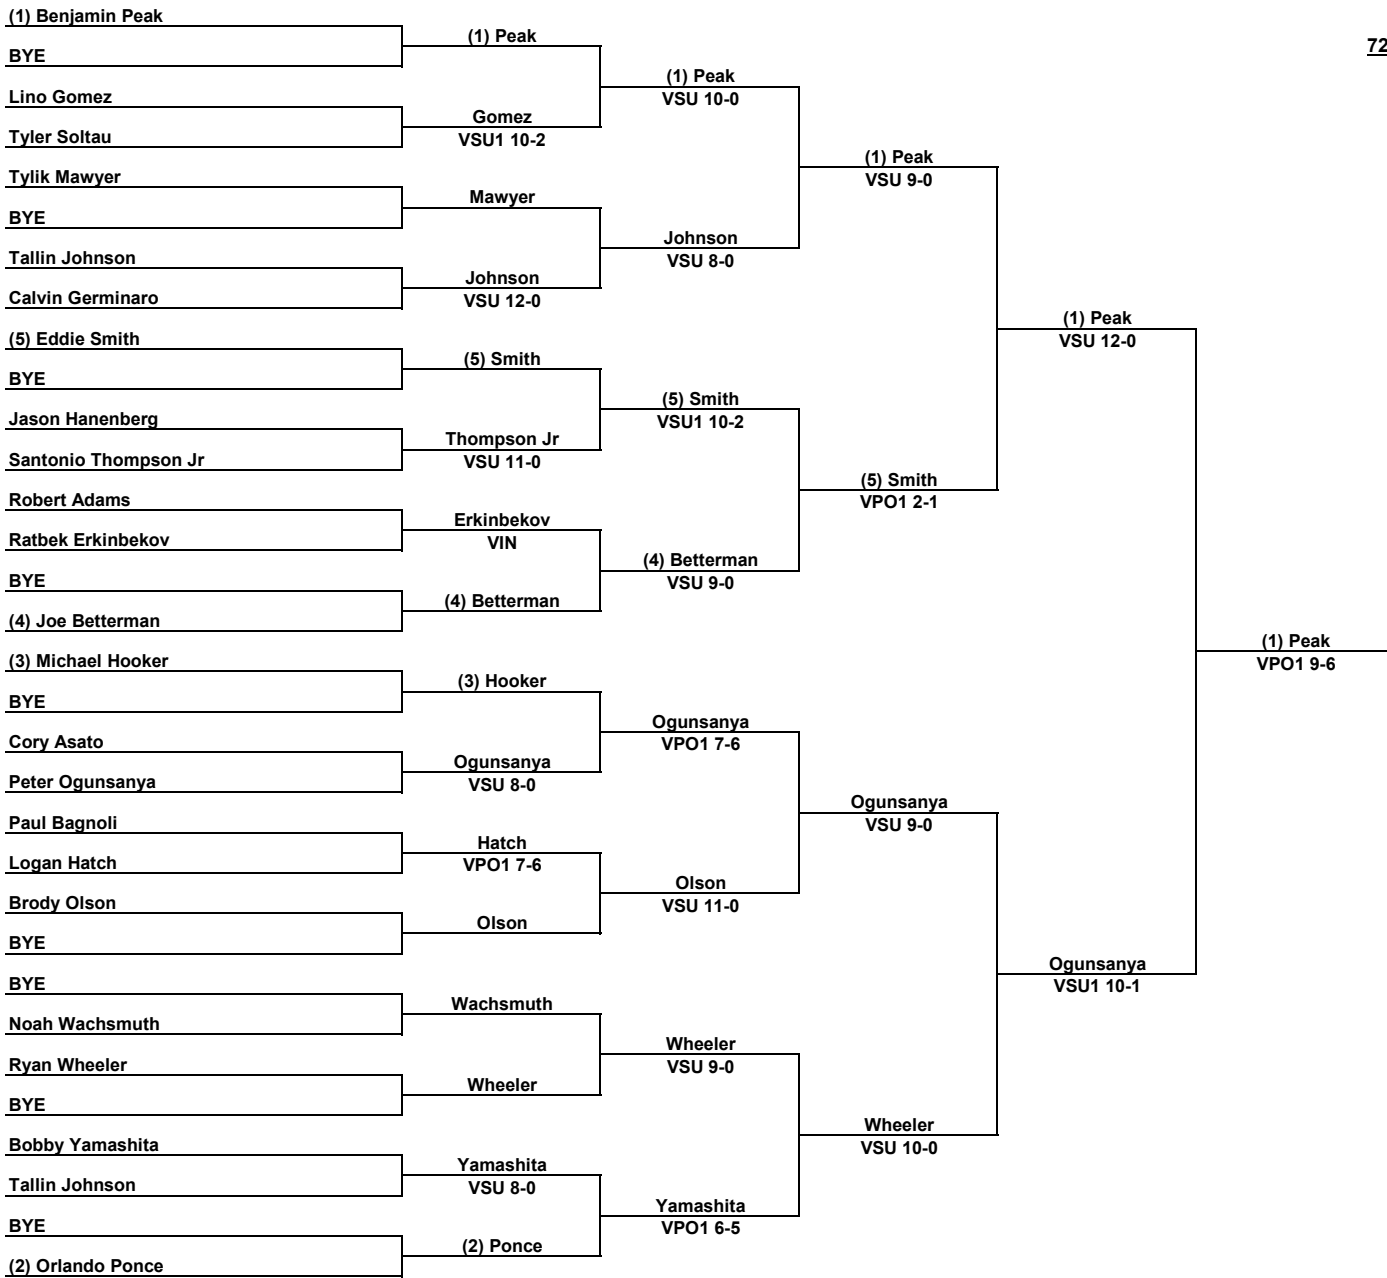 (1) Benjamin Peak
BYE
Lino Gomez
Tyler Soltau
Tylik Mawyer
BYE
Tallin Johnson
Calvin Germinaro
(5) Eddie Smith
BYE
Jason Hanenberg
Santonio Thompson Jr
Robert Adams
Ratbek Erkinbekov
BYE
(4) Joe Betterman
(3) Michael Hooker
BYE
Cory Asato
Peter Ogunsanya
Paul Bagnoli
Logan Hatch
Brody Olson
BYE
BYE
Noah Wachsmuth
Ryan Wheeler
BYE
Bobby Yamashita
Tallin Johnson
BYE
(2) Orlando Ponce
(1) Peak
Gomez
VSU1 10-2
Mawyer
Johnson
VSU 12-0
(5) Smith
Thompson Jr
VSU 11-0
Erkinbekov
VIN
(4) Betterman
(3) Hooker
Ogunsanya
VSU 8-0
Hatch
VPO1 7-6
Olson
Wachsmuth
Wheeler
Yamashita
VSU 8-0
(2) Ponce
(1) Peak
VSU 10-0
Johnson
VSU 8-0
(5) Smith
VSU1 10-2
(4) Betterman
VSU 9-0
Ogunsanya
VPO1 7-6
Olson
VSU 11-0
Wheeler
VSU 9-0
Yamashita
VPO1 6-5
(1) Peak
VSU 9-0
(5) Smith
VPO1 2-1
Ogunsanya
VSU 9-0
Wheeler
VSU 10-0
(1) Peak
VSU 12-0
Ogunsanya
VSU1 10-1
(1) Peak
VPO1 9-6
72